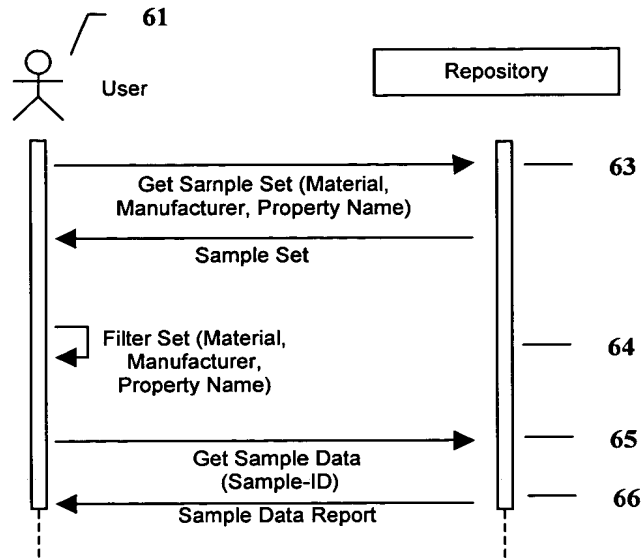 61
User
Repository
63
Get Sample Set (Material,
Manufacturer, Property Name)
Sample Set
Filter Set (Material,
Manufacturer,
Property Name)
64
65
Get Sample Data
(Sample-ID)
66
Sample Data Report